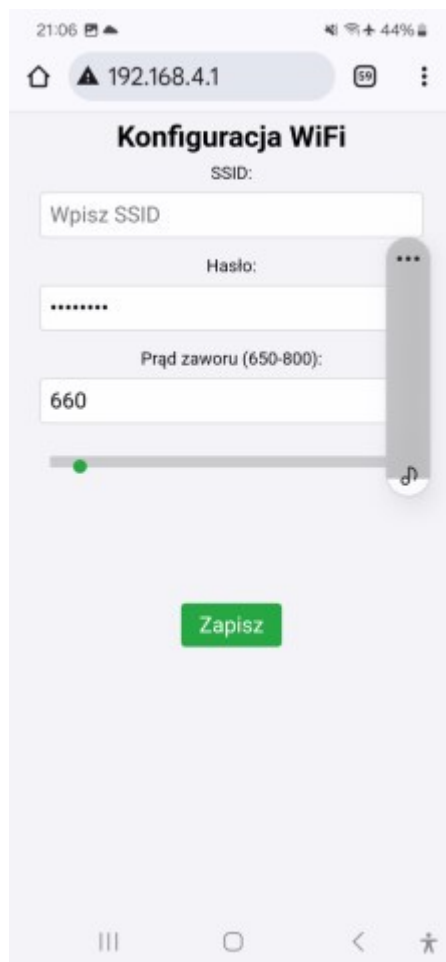 21:06 44%
192.168.4.1 59
Konfiguracja WiFi
SSID:
Wpisz SSID
Hasło:
••••••••
Prąd zaworu (650-800):
660
Zapisz